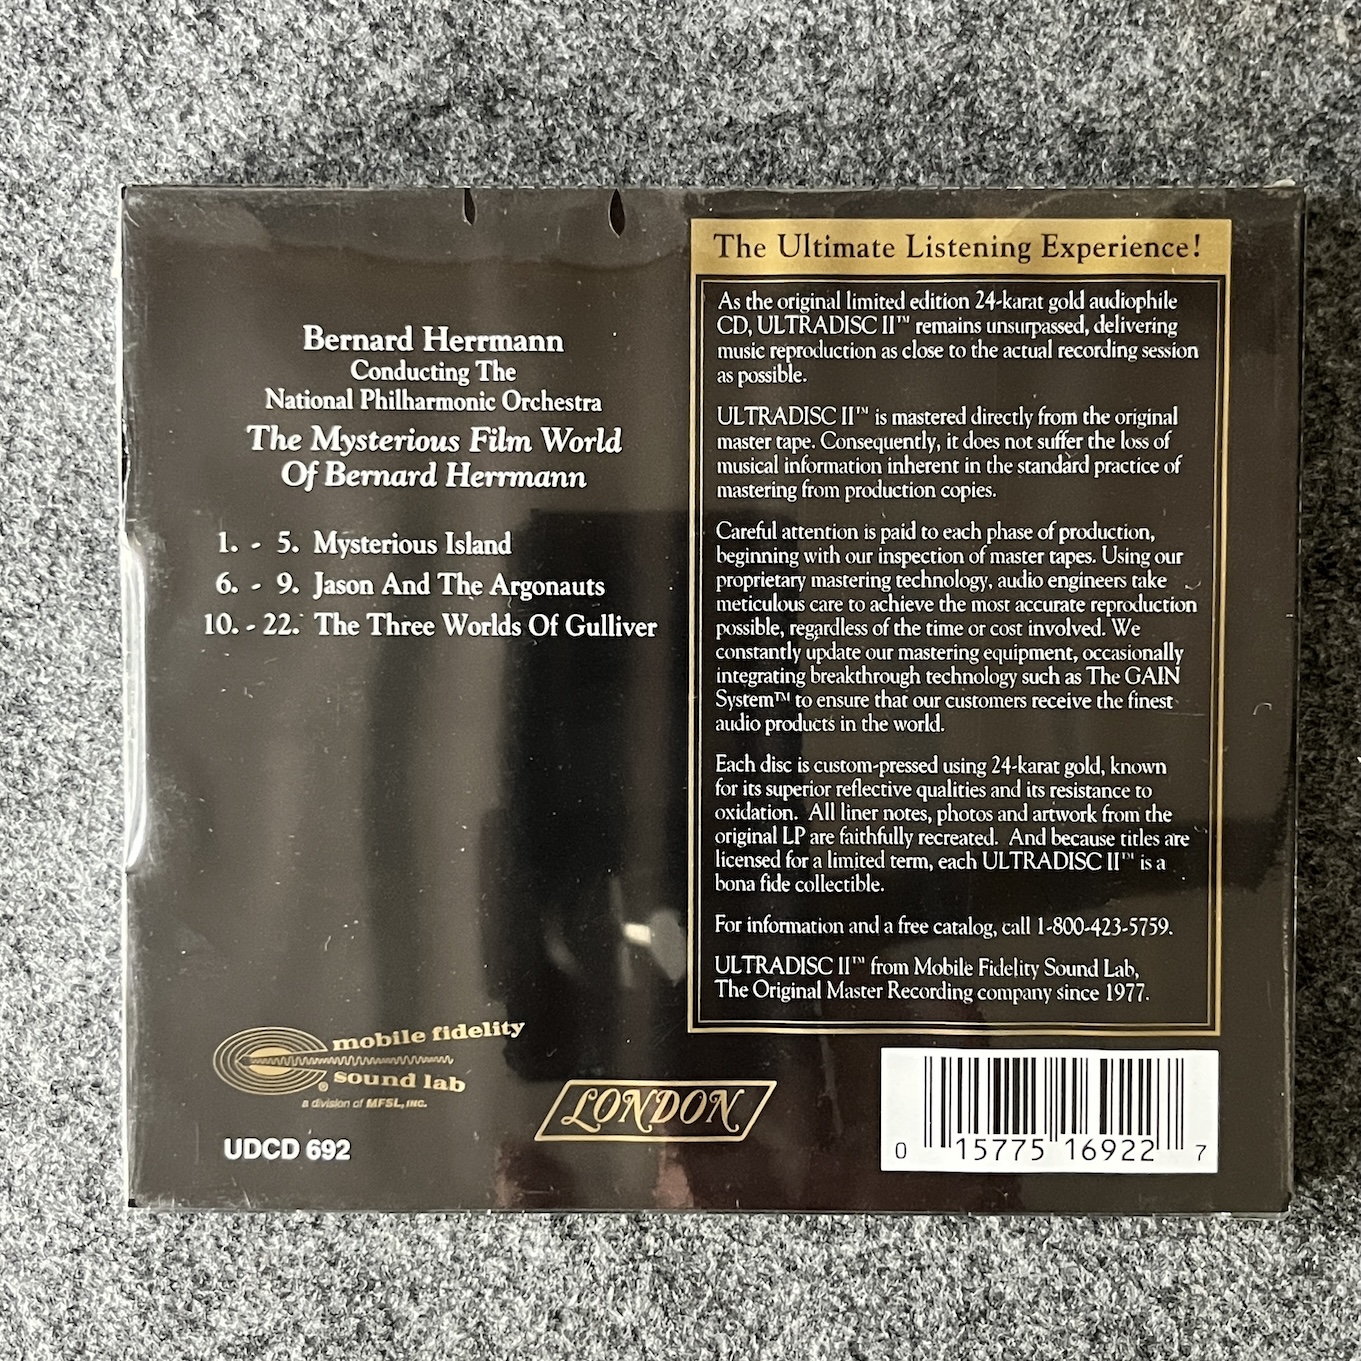 Bernard Herrmann
Conducting The
National Philharmonic Orchestra
The Mysterious Film World
Of Bernard Herrmann
1. - 5. Mysterious Island
6. - 9. Jason And The Argonauts
10. - 22. The Three Worlds Of Gulliver
The Ultimate Listening Experience!
As the original limited edition 24-karat gold audiophile
CD, ULTRADISC II™ remains unsurpassed, delivering
music reproduction as close to the actual recording session
as possible.
ULTRADISC II™ is mastered directly from the original
master tape. Consequently, it does not suffer the loss of
musical information inherent in the standard practice of
mastering from production copies.
Careful attention is paid to each phase of production,
beginning with our inspection of master tapes. Using our
proprietary mastering technology, audio engineers take
meticulous care to achieve the most accurate reproduction
possible, regardless of the time or cost involved. We
constantly update our mastering equipment, occasionally
integrating breakthrough technology such as The GAIN
System™ to ensure that our customers receive the finest
audio products in the world.
Each disc is custom-pressed using 24-karat gold, known
for its superior reflective qualities and its resistance to
oxidation. All liner notes, photos and artwork from the
original LP are faithfully recreated. And because titles are
licensed for a limited term, each ULTRADISC II™ is a
bona fide collectible.
For information and a free catalog, call 1-800-423-5759.
ULTRADISC II™ from Mobile Fidelity Sound Lab,
The Original Master Recording company since 1977.
mobile fidelity
® sound lab
a division of MFSL, INC.
UDCD 692
LONDON
0 15775 16922 7